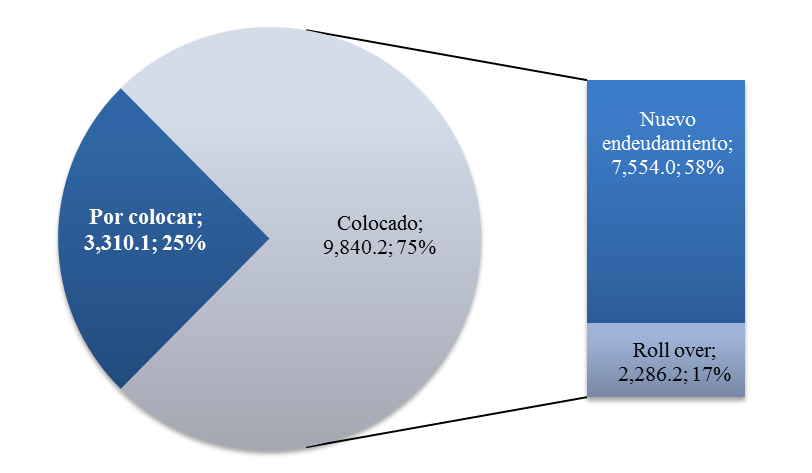 Por colocar;
3,310.1; 25%
Colocado;
9,840.2; 75%
Nuevo
endeudamiento;
7,554.0; 58%
Roll over;
2,286.2; 17%